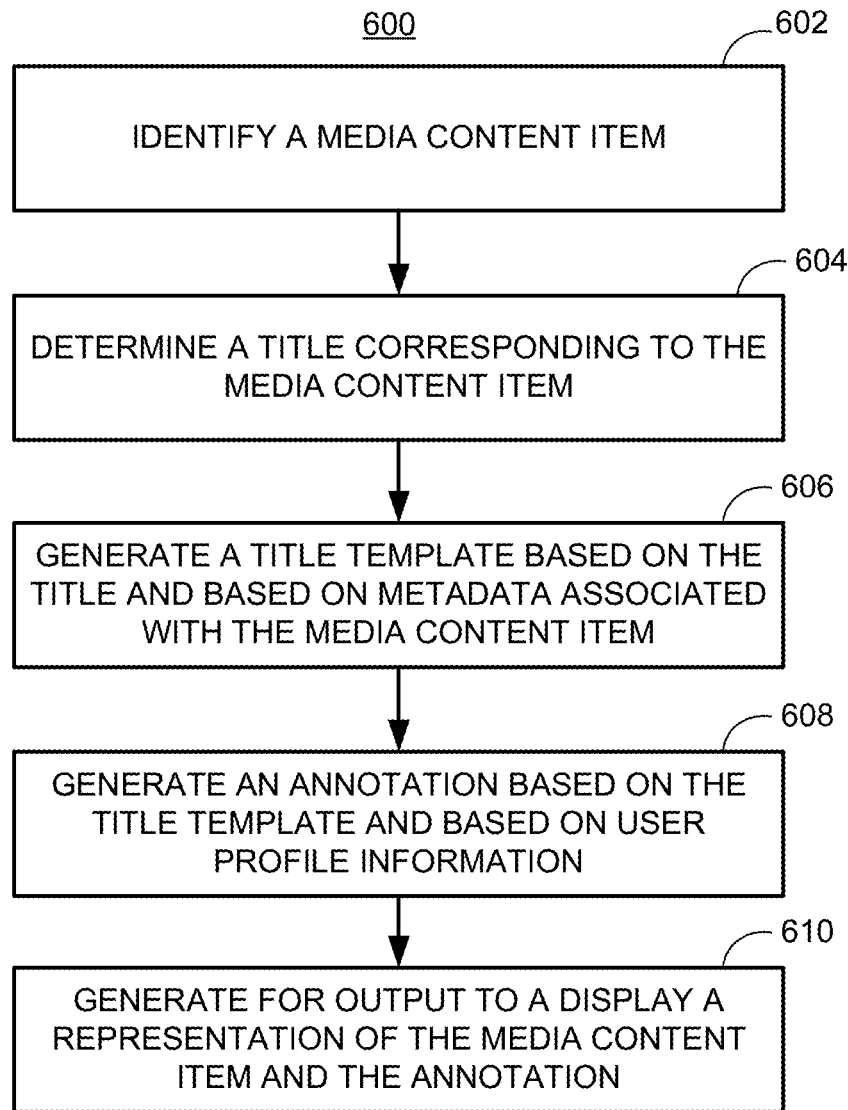 600
602
IDENTIFY A MEDIA CONTENT ITEM
604
DETERMINE A TITLE CORRESPONDING TO THE
MEDIA CONTENT ITEM
606
GENERATE A TITLE TEMPLATE BASED ON THE
TITLE AND BASED ON METADATA ASSOCIATED
WITH THE MEDIA CONTENT ITEM
608
GENERATE AN ANNOTATION BASED ON THE
TITLE TEMPLATE AND BASED ON USER
PROFILE INFORMATION
610
GENERATE FOR OUTPUT TO A DISPLAY A
REPRESENTATION OF THE MEDIA CONTENT
ITEM AND THE ANNOTATION